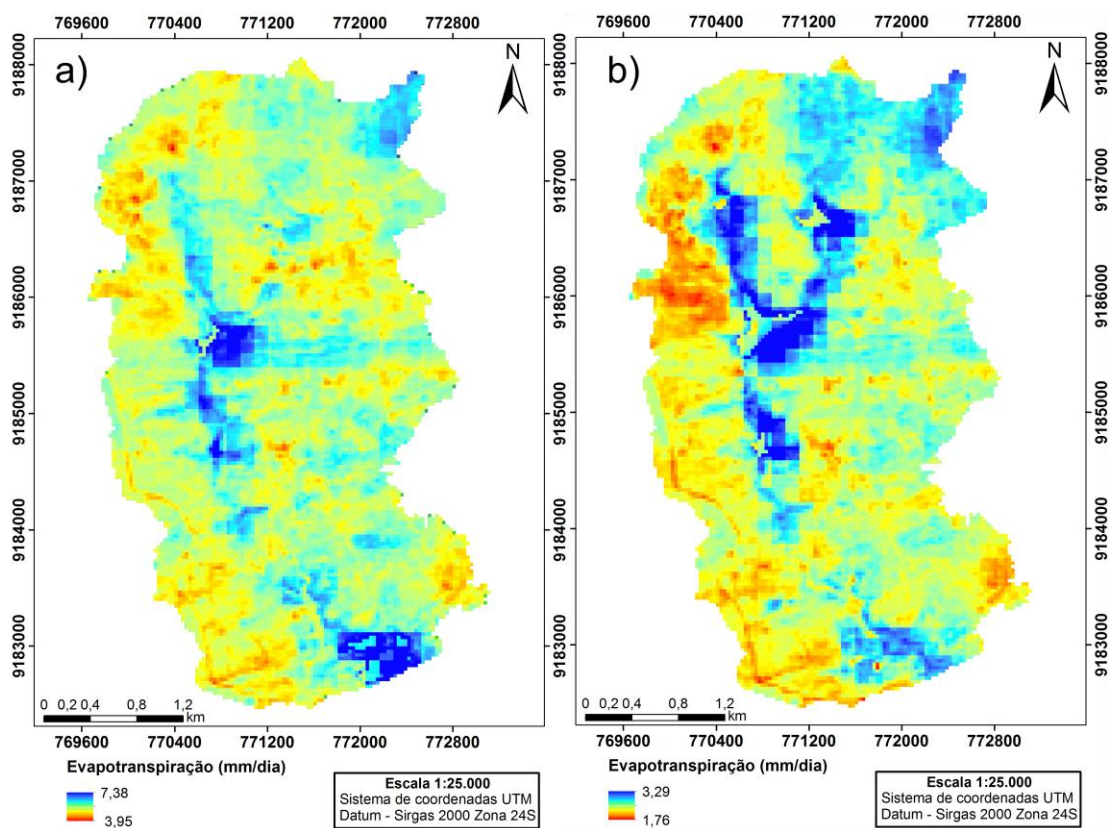 769600 770400 771200 772000 772800
a)
N
9188000
9187000
9186000
9185000
9184000
9183000
0 0,2 0,4 0,8 1,2
km
769600 770400 771200 772000 772800
Evapotranspiração (mm/dia)
7,38
3,95
Escala 1:25.000
Sistema de coordenadas UTM
Datum - Sirgas 2000 Zona 24S
769600 770400 771200 772000 772800
b)
N
9188000
9187000
9186000
9185000
9184000
9183000
0 0,2 0,4 0,8 1,2
km
769600 770400 771200 772000 772800
Evapotranspiração (mm/dia)
3,29
1,76
Escala 1:25.000
Sistema de coordenadas UTM
Datum - Sirgas 2000 Zona 24S